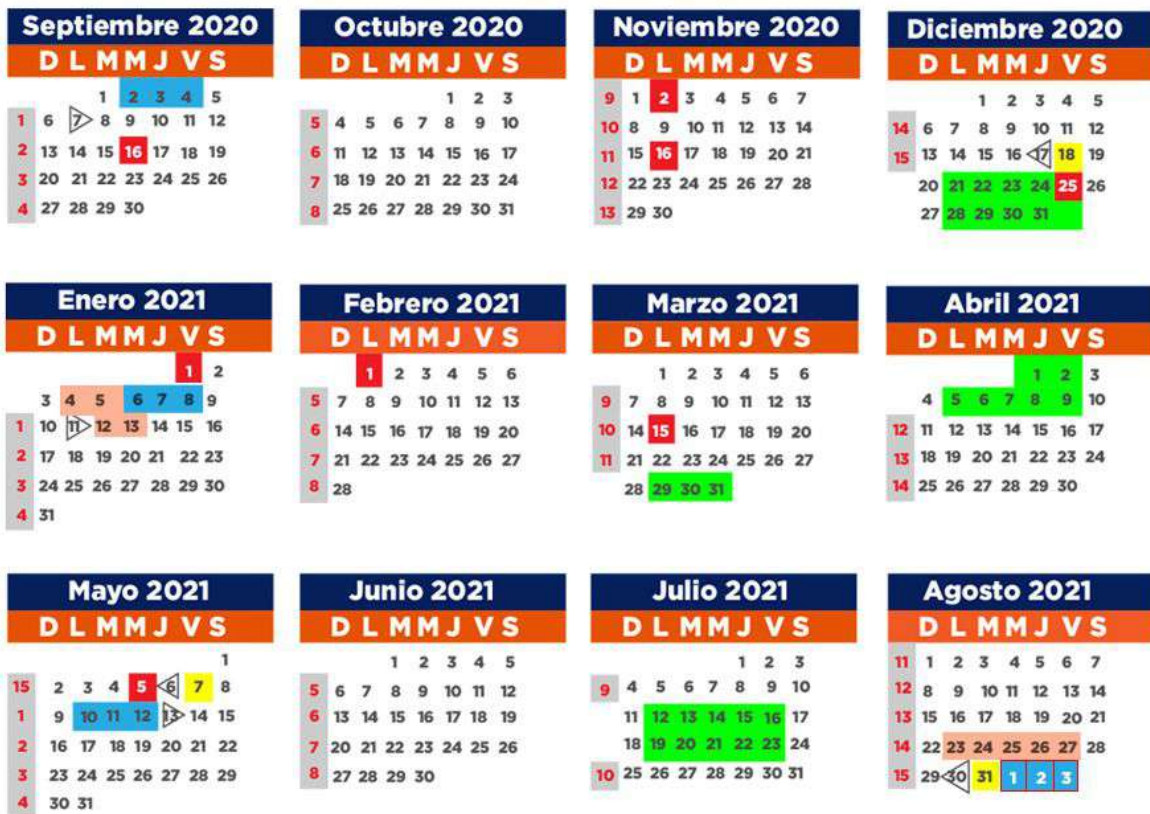 Septiembre 2020
D L M M J V S
1 2 3 4 5
1 6 7 8 9 10 11 12
2 13 14 15 16 17 18 19
3 20 21 22 23 24 25 26
4 27 28 29 30
Octubre 2020
D L M M J V S
1 2 3
5 4 5 6 7 8 9 10
6 11 12 13 14 15 16 17
7 18 19 20 21 22 23 24
8 25 26 27 28 29 30 31
Noviembre 2020
D L M M J V S
9 1 2 3 4 5 6 7
10 8 9 10 11 12 13 14
11 15 16 17 18 19 20 21
12 22 23 24 25 26 27 28
13 29 30
Diciembre 2020
D L M M J V S
1 2 3 4 5
14 6 7 8 9 10 11 12
15 13 14 15 16 17 18 19
20 21 22 23 24 25 26
27 28 29 30 31
Enero 2021
D L M M J V S
1 2
3 4 5 6 7 8 9
1 10 11 12 13 14 15 16
2 17 18 19 20 21 22 23
3 24 25 26 27 28 29 30
4 31
Febrero 2021
D L M M J V S
1 2 3 4 5 6
5 7 8 9 10 11 12 13
6 14 15 16 17 18 19 20
7 21 22 23 24 25 26 27
8 28
Marzo 2021
D L M M J V S
1 2 3 4 5 6
9 7 8 9 10 11 12 13
10 14 15 16 17 18 19 20
11 21 22 23 24 25 26 27
28 29 30 31
Abril 2021
D L M M J V S
1 2 3
4 5 6 7 8 9 10
12 11 12 13 14 15 16 17
13 18 19 20 21 22 23 24
14 25 26 27 28 29 30
Mayo 2021
D L M M J V S
1
15 2 3 4 5 6 7 8
1 9 10 11 12 13 14 15
2 16 17 18 19 20 21 22
3 23 24 25 26 27 28 29
4 30 31
Junio 2021
D L M M J V S
1 2 3 4 5
5 6 7 8 9 10 11 12
6 13 14 15 16 17 18 19
7 20 21 22 23 24 25 26
8 27 28 29 30
Julio 2021
D L M M J V S
1 2 3
9 4 5 6 7 8 9 10
11 12 13 14 15 16 17
18 19 20 21 22 23 24
10 25 26 27 28 29 30 31
Agosto 2021
D L M M J V S
11 1 2 3 4 5 6 7
12 8 9 10 11 12 13 14
13 15 16 17 18 19 20 21
14 22 23 24 25 26 27 28
15 29 30 31 1 2 3